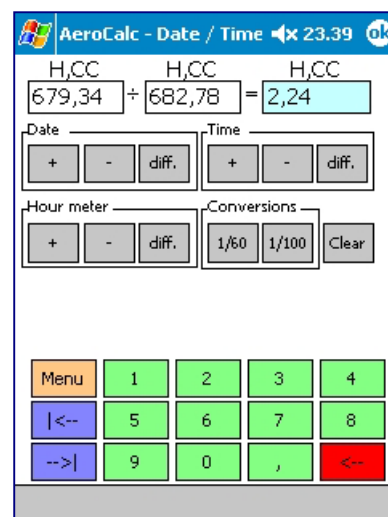 AeroCalc - Date / Time 23.39 ok
H,CC H,CC H,CC
679,34 ÷ 682,78 = 2,24
Date Time
+ - diff. + - diff.
Hour meter Conversions
+ - diff. 1/60 1/100 Clear
Menu 1 2 3 4
|<-- 5 6 7 8
-->| 9 0 , <--